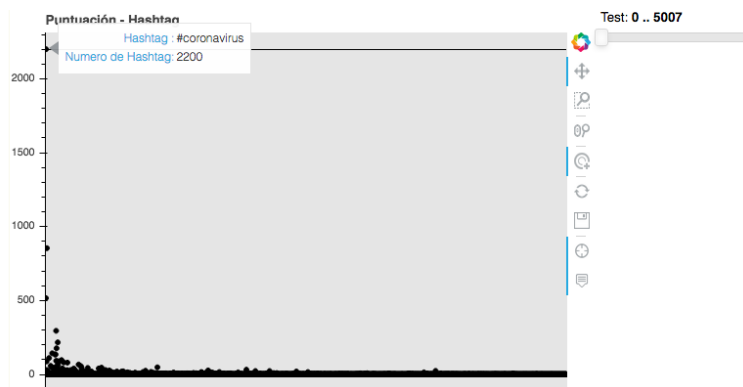 Puntuación - Hashtag
Hashtag : #coronavirus
Numero de Hashtag: 2200
2000
1500
1000
500
0
Test: 0 .. 5007